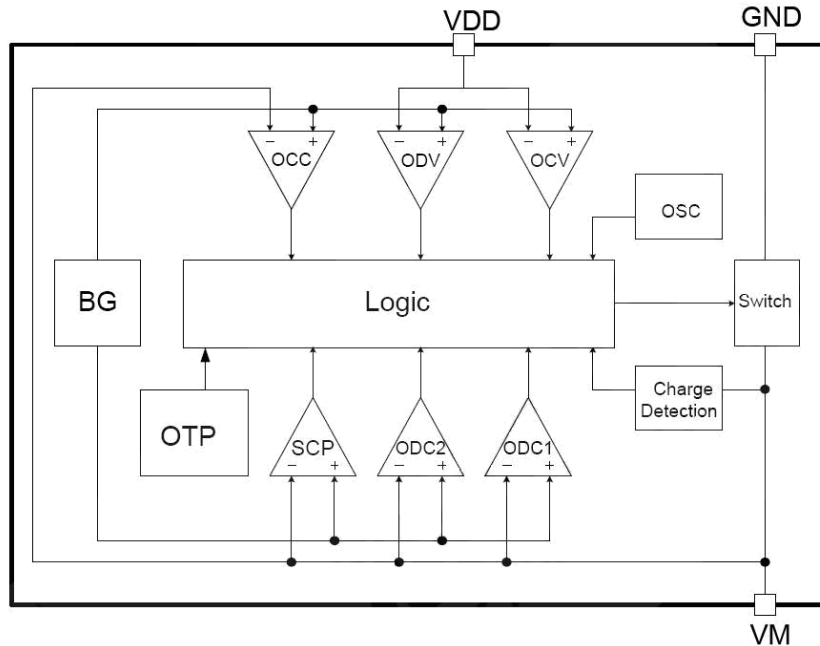 VDD
GND
− +
− +
− +
OCC
ODV
OCV
OSC
BG
Logic
Switch
OTP
SCP
ODC2
ODC1
Charge
Detection
− +
− +
− +
VM